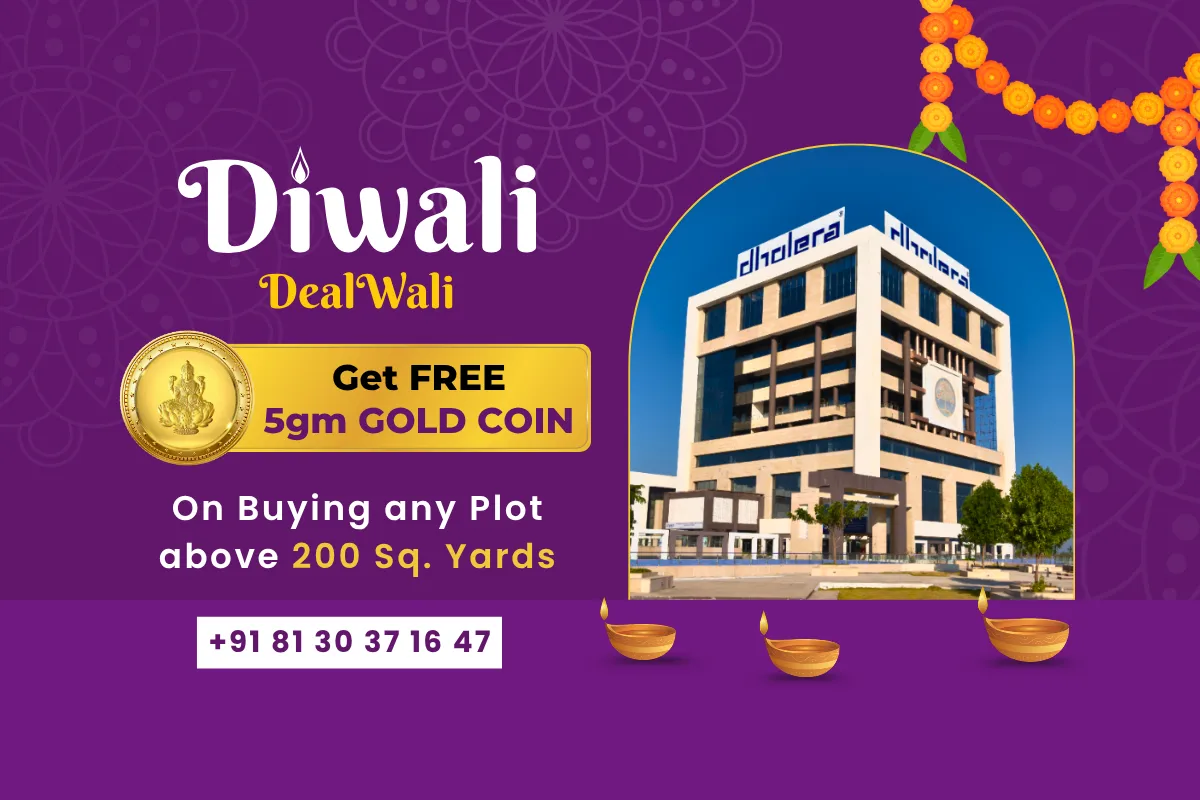 Diwali
DealWali
Get FREE
5gm GOLD COIN
On Buying any Plot
above 200 Sq. Yards
+91 81 30 37 16 47
dholera
dholera